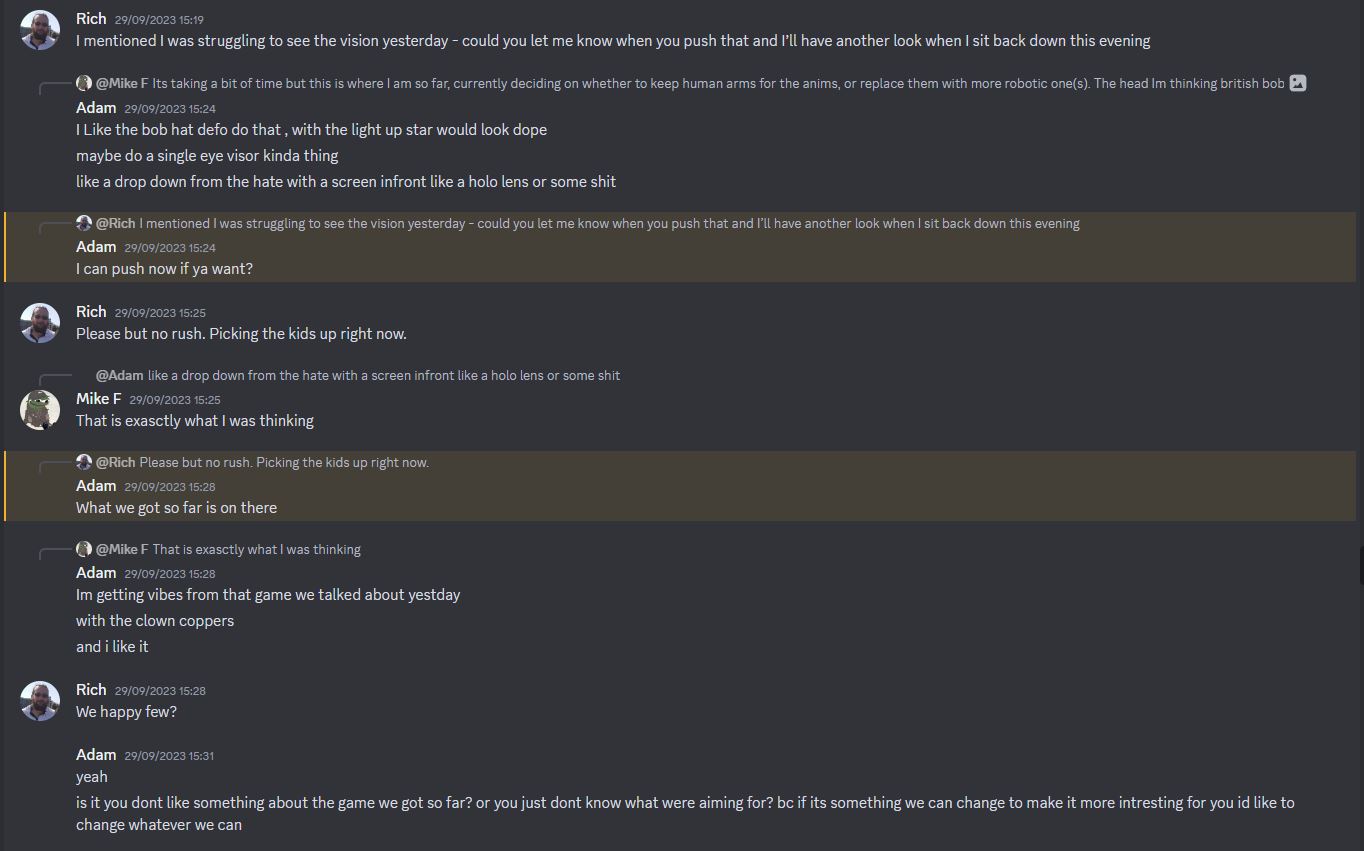 Rich 29/09/2023 15:19
I mentioned I was struggling to see the vision yesterday - could you let me know when you push that and I’ll have another look when I sit back down this evening
@Mike F Its taking a bit of time but this is where I am so far, currently deciding on whether to keep human arms for the anims, or replace them with more robotic one(s). The head Im thinking british bob
Adam 29/09/2023 15:24
I Like the bob hat defo do that , with the light up star would look dope
maybe do a single eye visor kinda thing
like a drop down from the hate with a screen infront like a holo lens or some shit
@Rich I mentioned I was struggling to see the vision yesterday - could you let me know when you push that and I’ll have another look when I sit back down this evening
Adam 29/09/2023 15:24
I can push now if ya want?
Rich 29/09/2023 15:25
Please but no rush. Picking the kids up right now.
@Adam like a drop down from the hate with a screen infront like a holo lens or some shit
Mike F 29/09/2023 15:25
That is exasctly what I was thinking
@Rich Please but no rush. Picking the kids up right now.
Adam 29/09/2023 15:28
What we got so far is on there
@Mike F That is exasctly what I was thinking
Adam 29/09/2023 15:28
Im getting vibes from that game we talked about yestday
with the clown coppers
and i like it
Rich 29/09/2023 15:28
We happy few?
Adam 29/09/2023 15:31
yeah
is it you dont like something about the game we got so far? or you just dont know what were aiming for? bc if its something we can change to make it more intresting for you id like to
change whatever we can